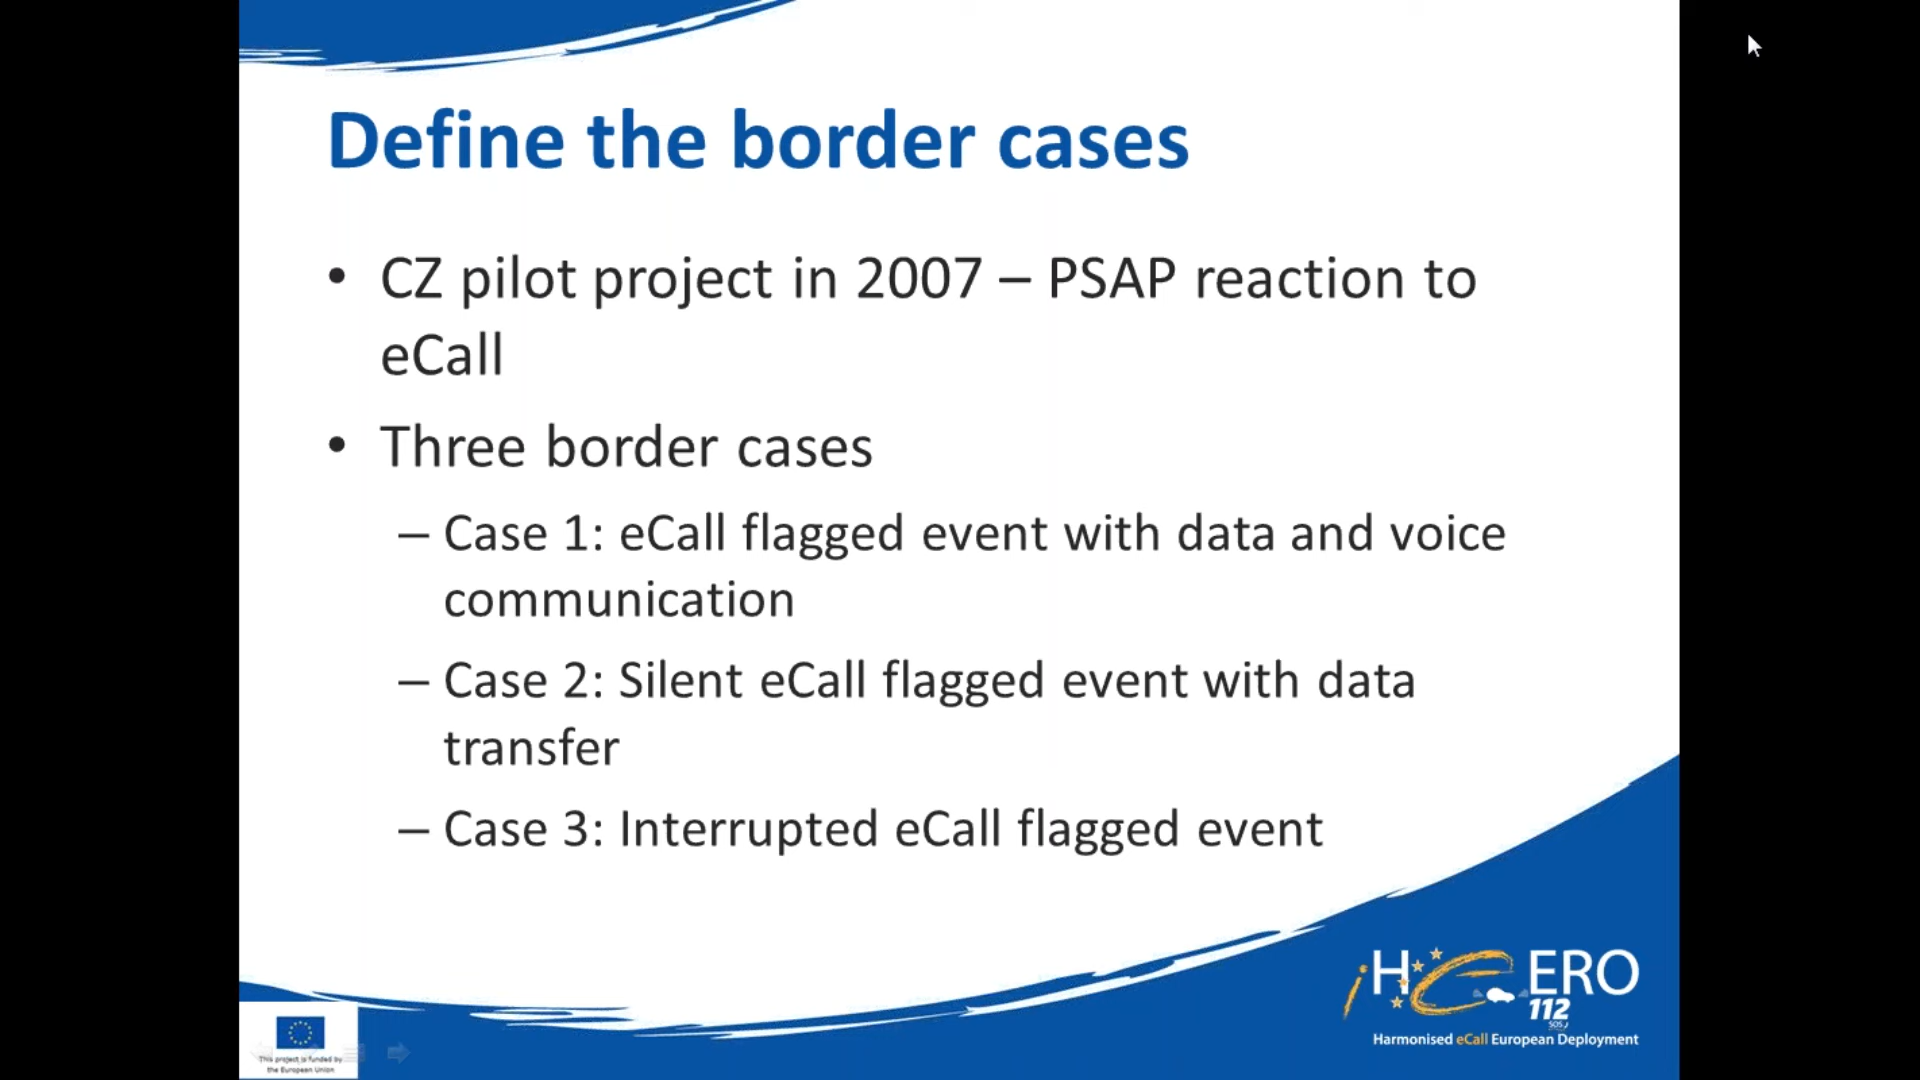 Define the border cases
• CZ pilot project in 2007 – PSAP reaction to
eCall
• Three border cases
– Case 1: eCall flagged event with data and voice
communication
– Case 2: Silent eCall flagged event with data
transfer
– Case 3: Interrupted eCall flagged event
iHeERO
112
SOS
Harmonised eCall European Deployment
This project is funded by
the European Union